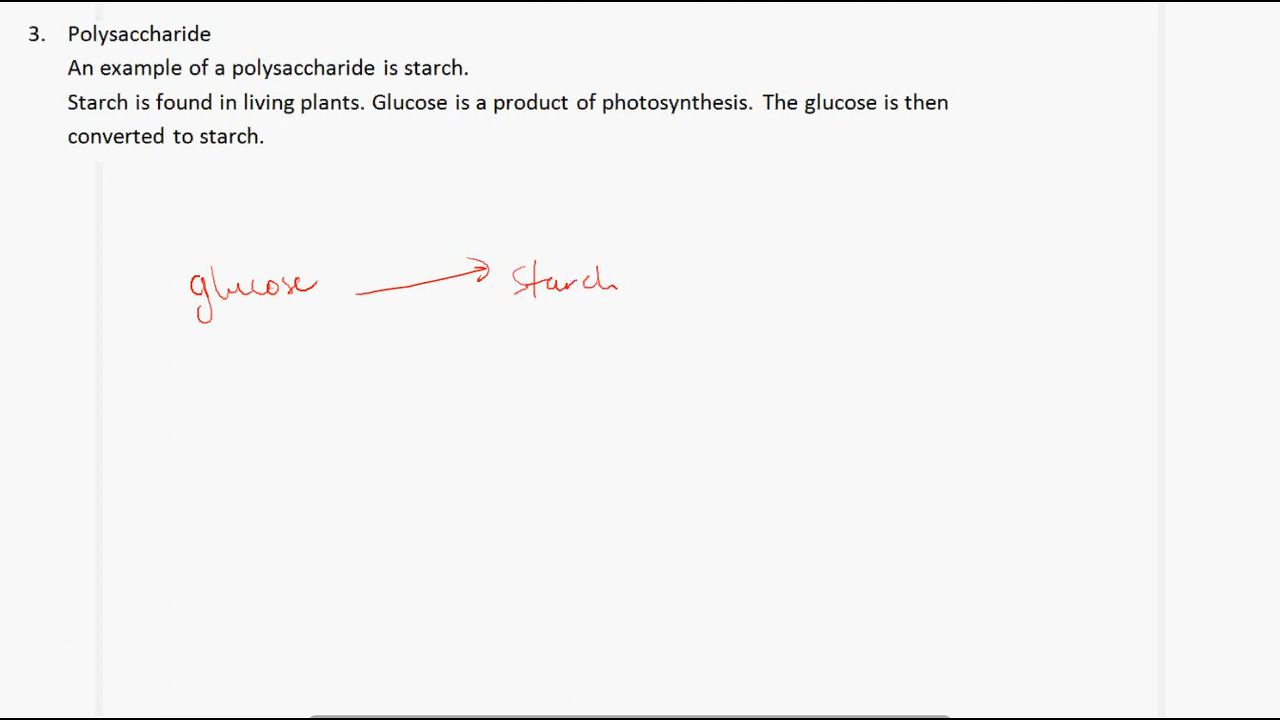 3. Polysaccharide
An example of a polysaccharide is starch.
Starch is found in living plants. Glucose is a product of photosynthesis. The glucose is then
converted to starch.
glucose → starch